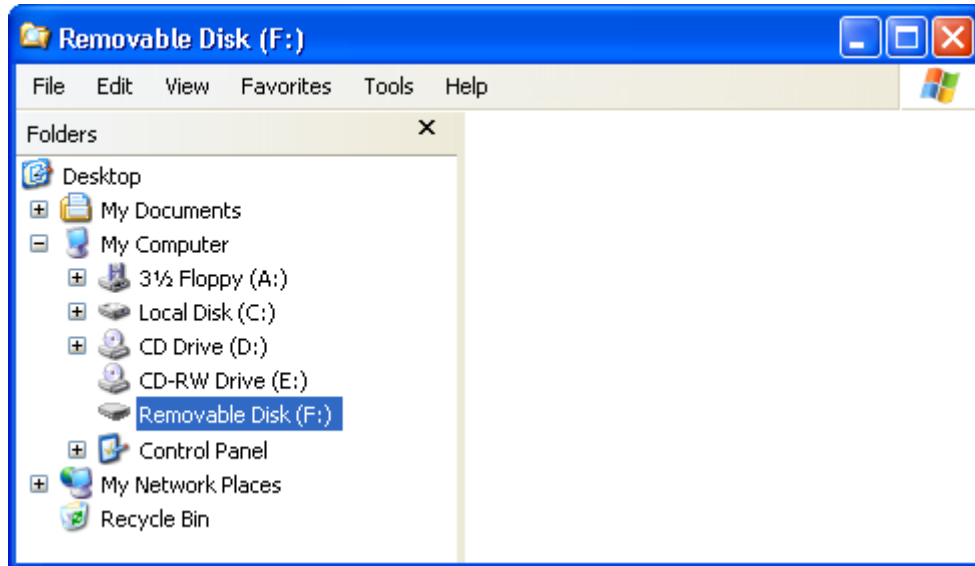 Removable Disk (F:)
File Edit View Favorites Tools Help
Folders
Desktop
My Documents
My Computer
3½ Floppy (A:)
Local Disk (C:)
CD Drive (D:)
CD-RW Drive (E:)
Removable Disk (F:)
Control Panel
My Network Places
Recycle Bin